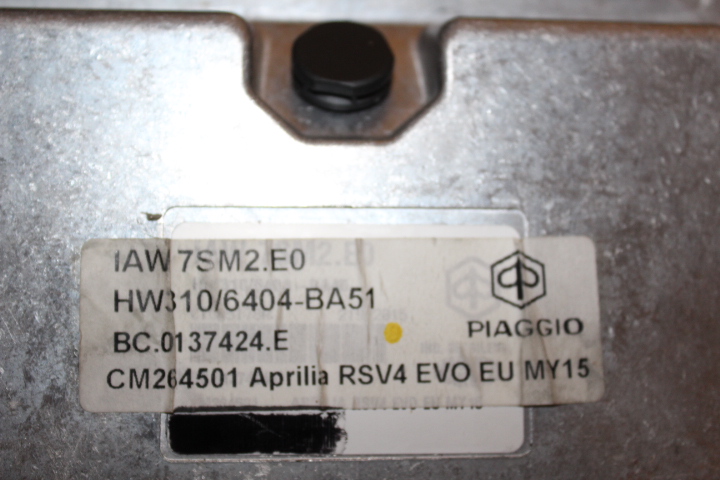 IAW 7SM2.E0
HW310/6404-BA51
BC.0137424.E
PIAGGIO
CM264501 Aprilia RSV4 EVO EU MY15